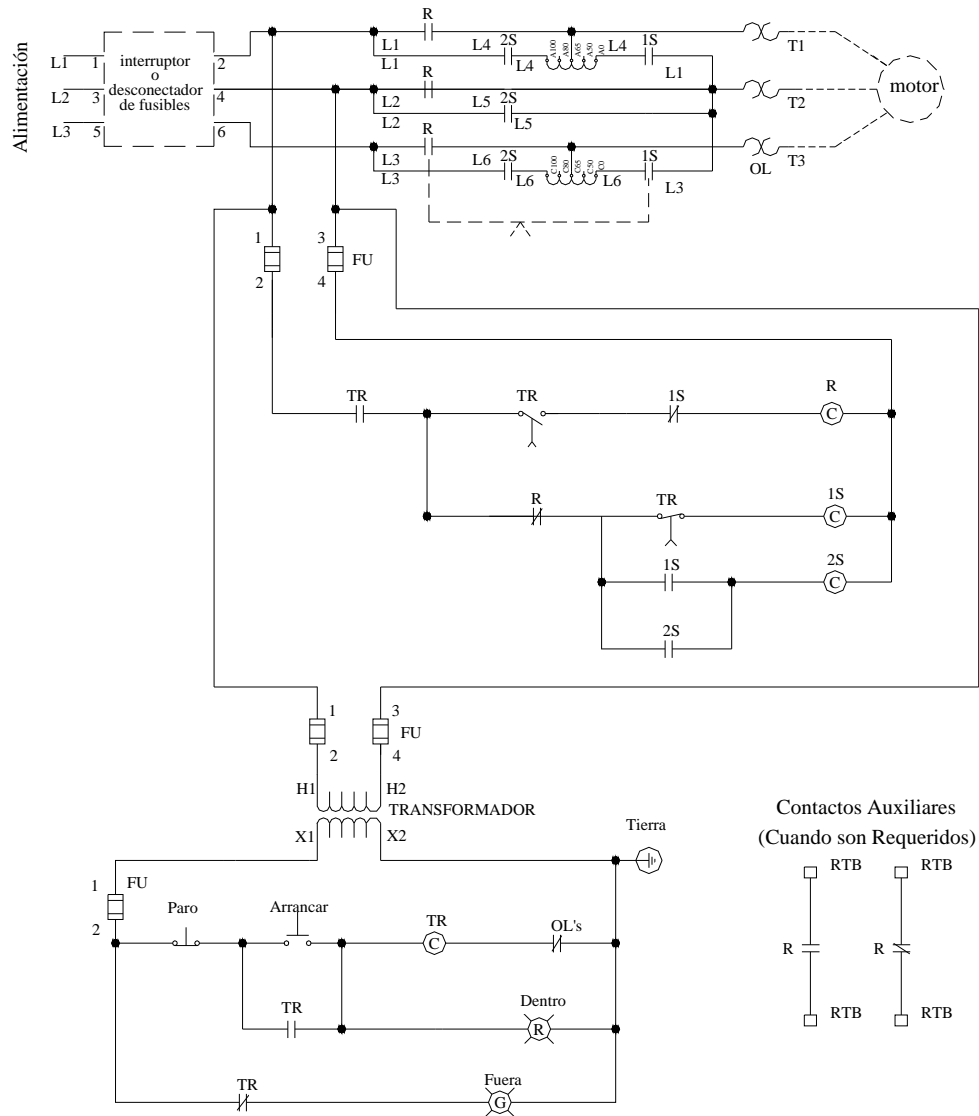 Alimentación
L1
L2
L3
1
3
5
interruptor
o
desconectador
de fusibles
2
4
6
R
L1
L1
2S
L4
L4
A100
A80
A65
A50
A0
L4
1S
L1
T1
R
L2
L2
2S
L5
L5
T2
motor
R
L3
L3
2S
L6
L6
C100
C80
C65
C50
C0
L6
1S
L3
OL
T3
1
2
3
4
FU
TR
TR
1S
R
C
R
TR
1S
C
1S
2S
C
2S
1
2
3
4
FU
H1
H2
TRANSFORMADOR
X1
X2
Tierra
1
2
FU
Paro
Arrancar
TR
C
OL's
TR
Dentro
R
TR
Fuera
G
Contactos Auxiliares
(Cuando son Requeridos)
RTB
RTB
R
R
RTB
RTB